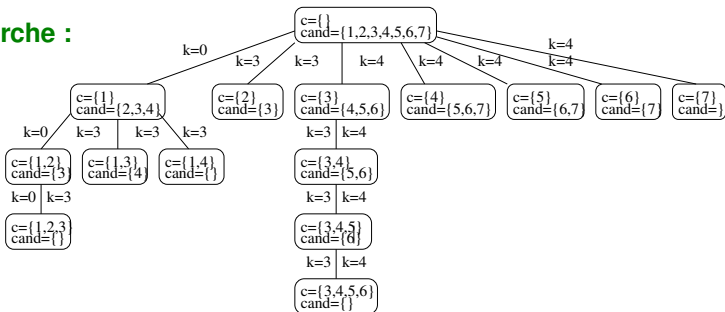 rche :
c={}
cand={1,2,3,4,5,6,7}
k=0
k=3
k=3
k=4
k=4
k=4
k=4
k=4
c={1}
cand={2,3,4}
c={2}
cand={3}
c={3}
cand={4,5,6}
c={4}
cand={5,6,7}
c={5}
cand={6,7}
c={6}
cand={7}
c={7}
cand=}
k=0
k=3
k=3
k=3
k=3
k=4
c={1,2}
cand={3}
c={1,3}
cand={4}
c={1,4}
cand={}
c={3,4}
cand={5,6}
k=0
k=3
k=3
k=4
c={1,2,3}
cand={}
c={3,4,5}
cand={6}
k=3
k=4
c={3,4,5,6}
cand={}